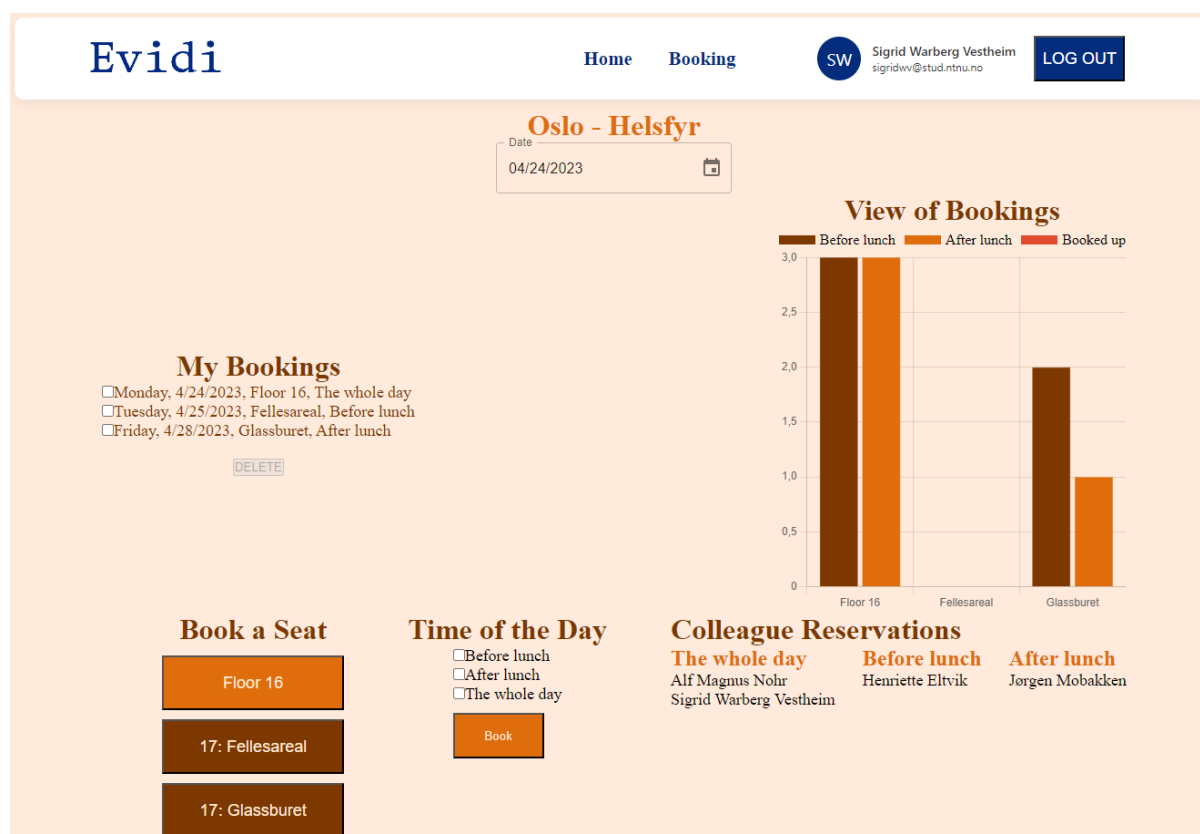 Evidi
Home
Booking
SW
Sigrid Warberg Vestheim
sigridwv@stud.ntnu.no
LOG OUT
Oslo - Helsfyr
Date
04/24/2023
View of Bookings
Before lunch After lunch Booked up
3,0
2,5
2,0
1,5
1,0
0,5
0
Floor 16 Fellesareal Glassburet
My Bookings
Monday, 4/24/2023, Floor 16, The whole day
Tuesday, 4/25/2023, Fellesareal, Before lunch
Friday, 4/28/2023, Glassburet, After lunch
DELETE
Book a Seat
Floor 16
17: Fellesareal
17: Glassburet
Time of the Day
Before lunch
After lunch
The whole day
Book
Colleague Reservations
The whole day
Alf Magnus Nohr
Sigrid Warberg Vestheim
Before lunch
Henriette Eltvik
After lunch
Jørgen Mobakken